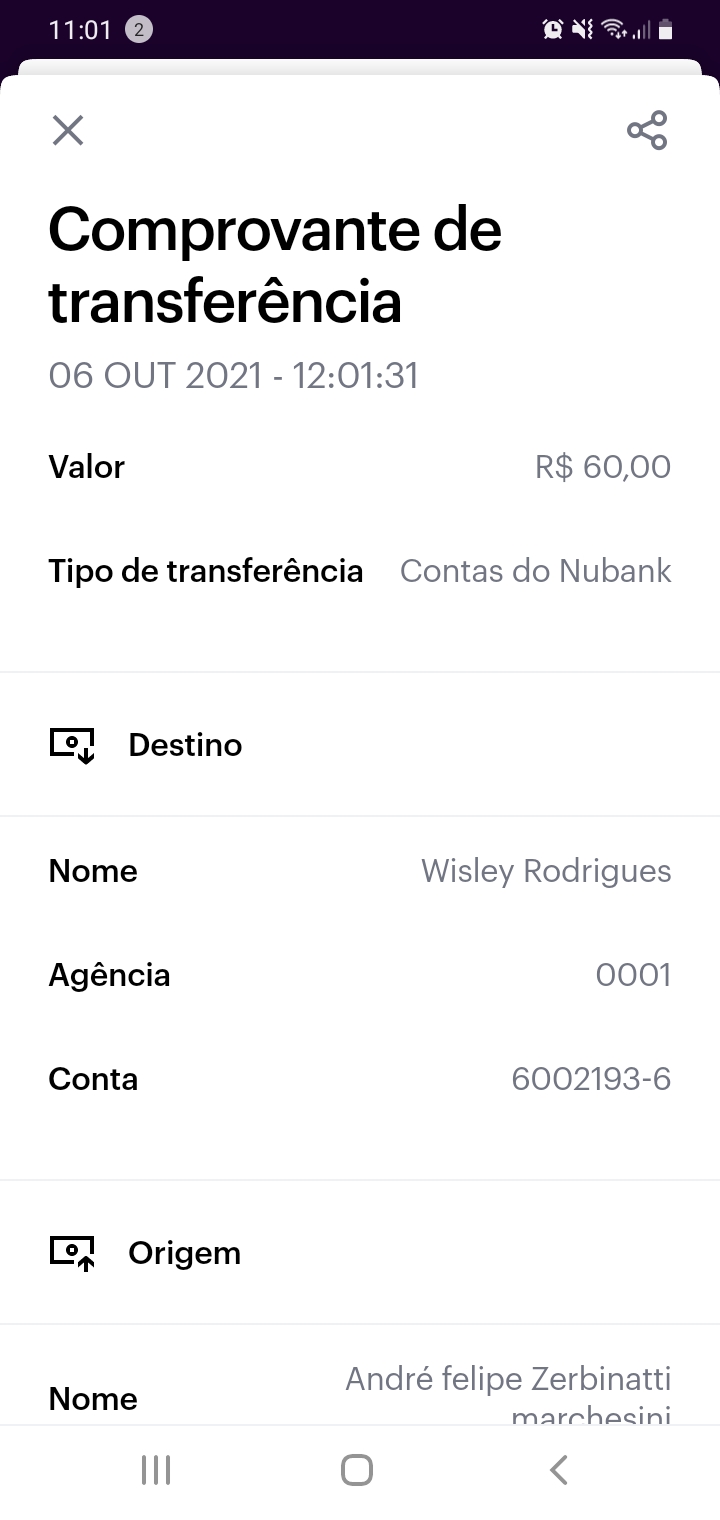 11:01 2
Comprovante de
transferência
06 OUT 2021 - 12:01:31
Valor R$ 60,00
Tipo de transferência Contas do Nubank
Destino
Nome Wisley Rodrigues
Agência 0001
Conta 6002193-6
Origem
André felipe Zerbinatti
Nome
marchesini